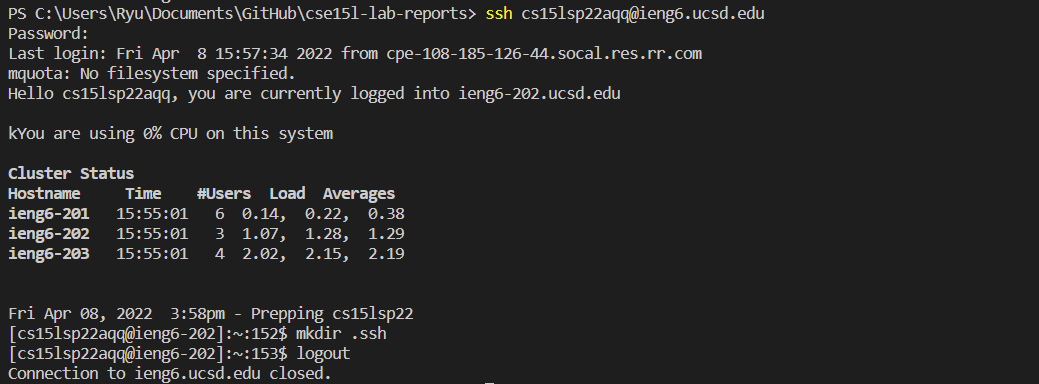 PS C:\Users\Ryu\Documents\GitHub\cse15l-lab-reports> ssh cs15lsp22aqq@ieng6.ucsd.edu
Password:
Last login: Fri Apr  8 15:57:34 2022 from cpe-108-185-126-44.socal.res.rr.com
mquota: No filesystem specified.
Hello cs15lsp22aqq, you are currently logged into ieng6-202.ucsd.edu
kYou are using 0% CPU on this system
Cluster Status
Hostname     Time    #Users  Load  Averages
ieng6-201   15:55:01   6  0.14,  0.22,  0.38
ieng6-202   15:55:01   3  1.07,  1.28,  1.29
ieng6-203   15:55:01   4  2.02,  2.15,  2.19
Fri Apr 08, 2022  3:58pm - Prepping cs15lsp22
[cs15lsp22aqq@ieng6-202]:~:152$ mkdir .ssh
[cs15lsp22aqq@ieng6-202]:~:153$ logout
Connection to ieng6.ucsd.edu closed.